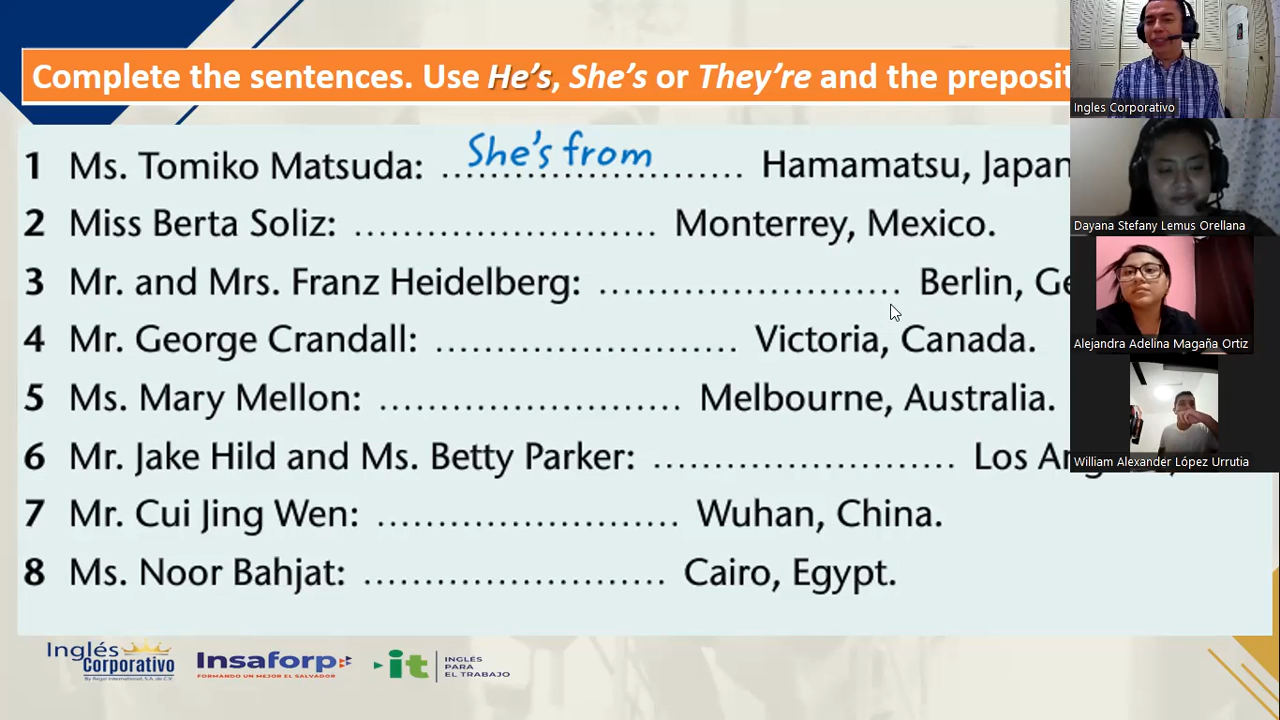 Complete the sentences. Use He's, She's or They're and the
1 Ms. Tomiko Matsuda: She's from Hamamatsu, Japan
2 Miss Berta Soliz: ........................ Monterrey, Mexico.
3 Mr. and Mrs. Franz Heidelberg: ........................ Berlin,
4 Mr. George Crandall: ........................ Victoria, Canada.
5 Ms. Mary Mellon: ........................ Melbourne, Australia.
6 Mr. Jake Hild and Ms. Betty Parker: ........................ Los
7 Mr. Cui Jing Wen: ........................ Wuhan, China.
8 Ms. Noor Bahjat: ........................ Cairo, Egypt.
Ingles Corporativo
Dayana Stefany Lemus Orellana
Alejandra Adelina Magaña Ortiz
William Alexander López Urrutia
Inglés
Corporativo
Insaforp
FORMANDO UN MEJOR EL SALVADOR
it
INGLÉS
PARA
EL TRABAJO